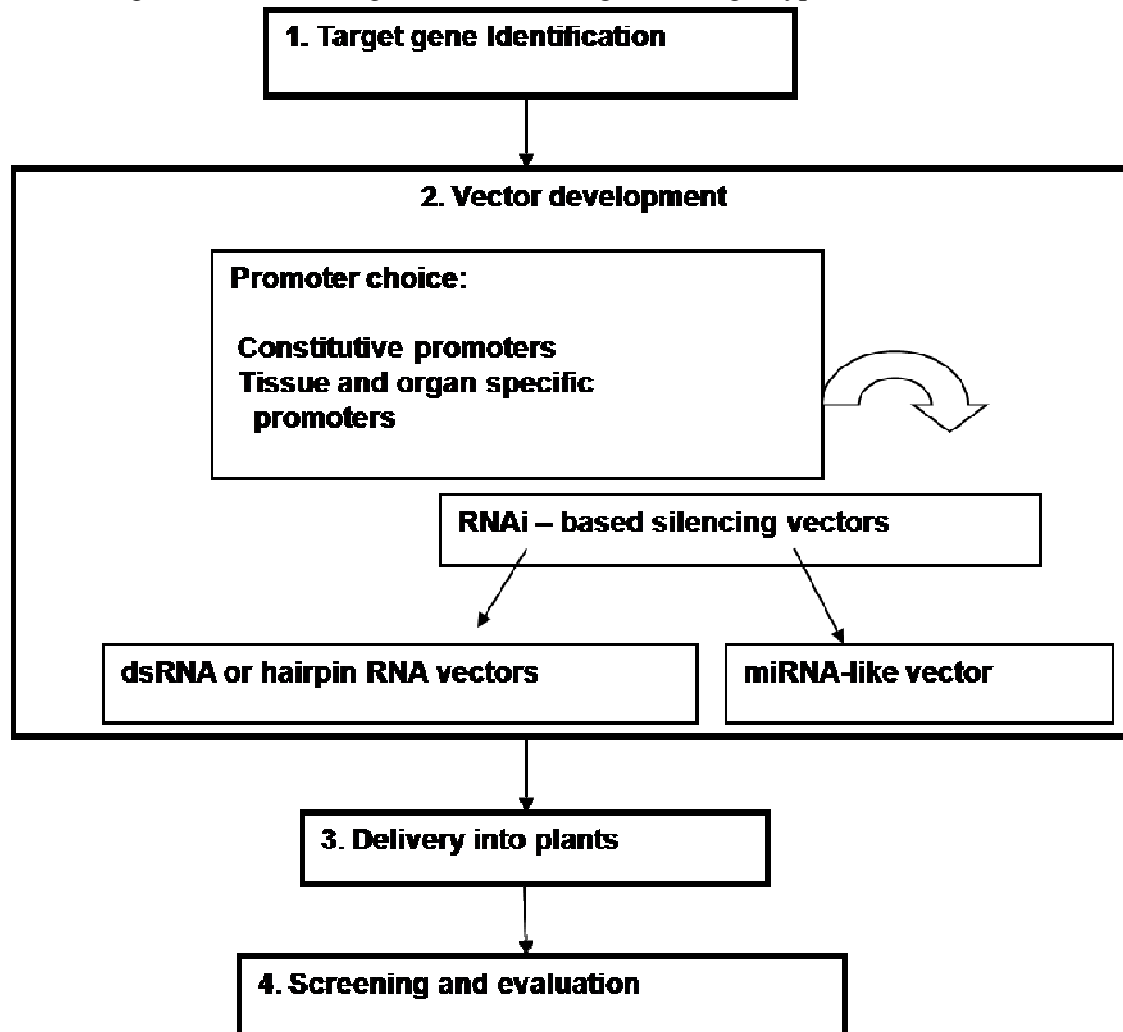 1. Target gene Identification
2. Vector development
Promoter choice:
Constitutive promoters
Tissue and organ specific
promoters
RNAi – based silencing vectors
dsRNA or hairpin RNA vectors
miRNA-like vector
3. Delivery into plants
4. Screening and evaluation